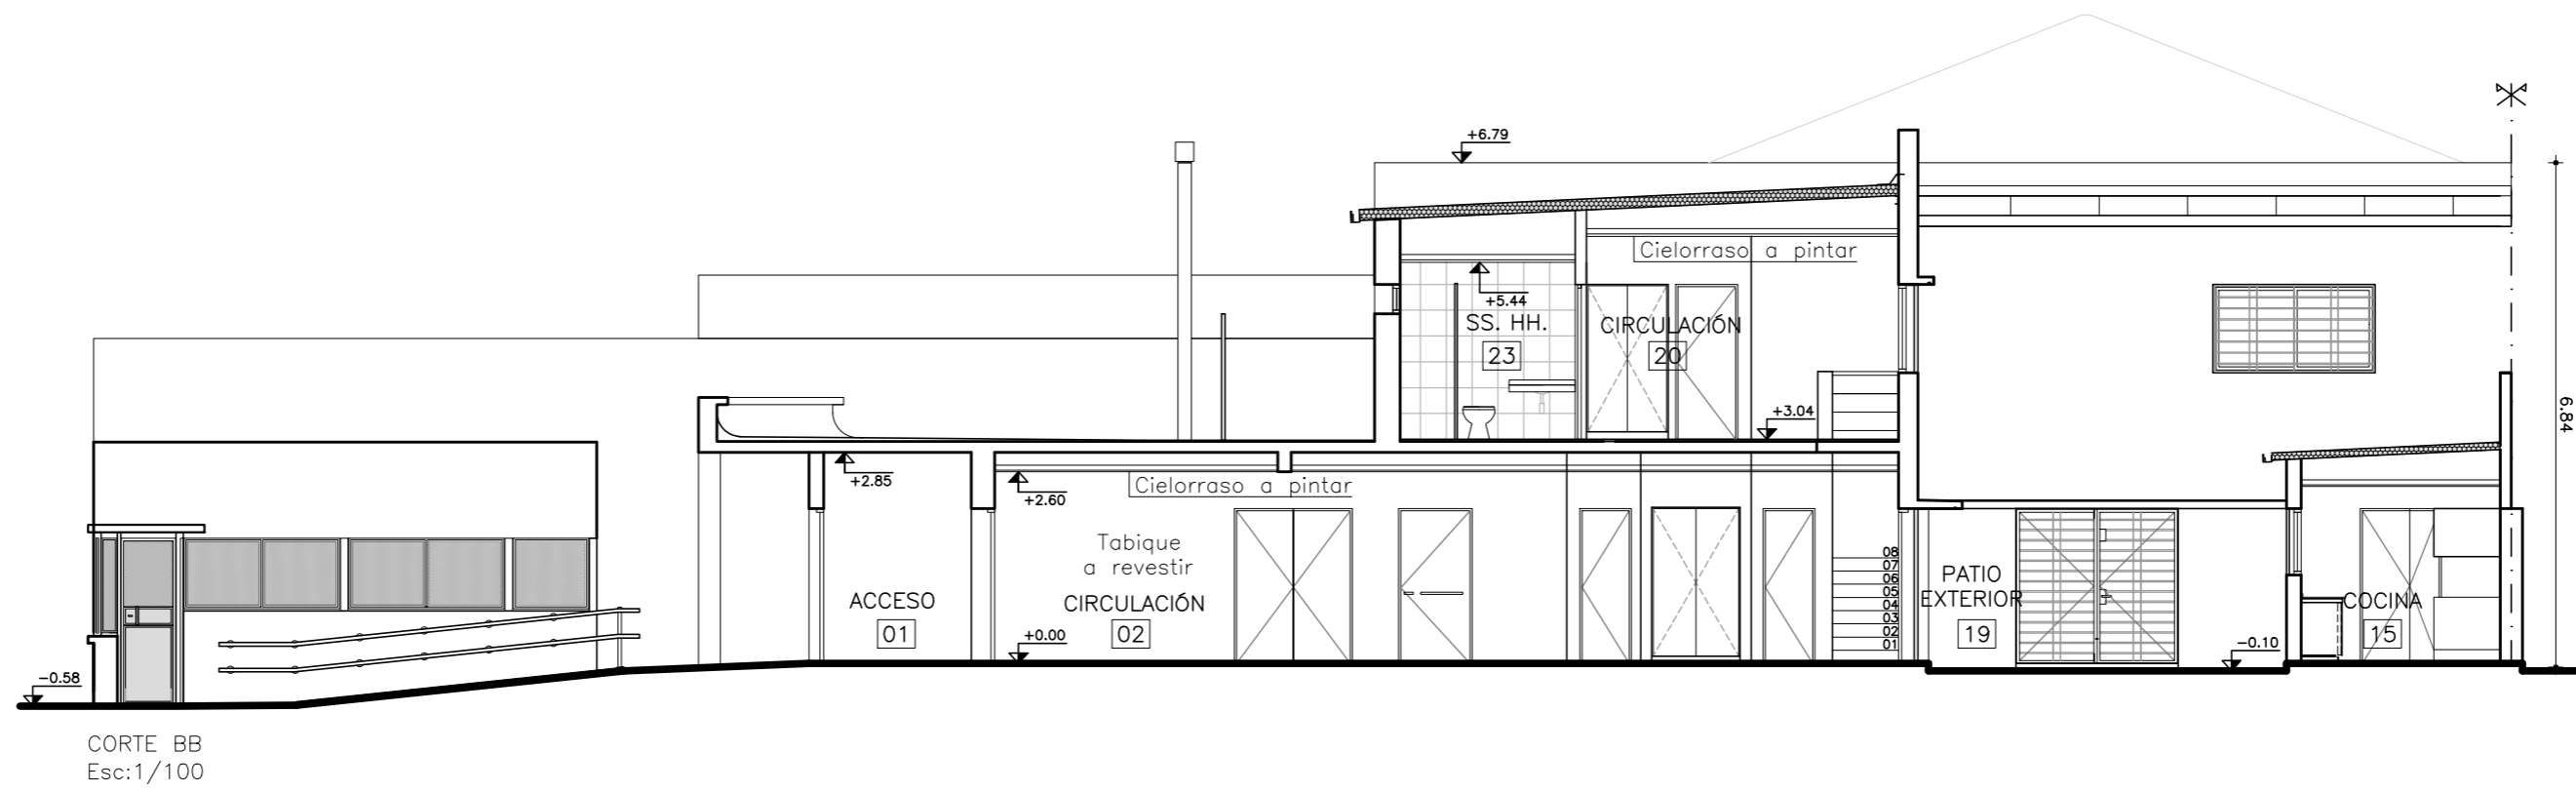 +6.79
Cielorraso a pintar
+5.44
SS. HH.
23
CIRCULACIÓN
20
+3.04
6.84
+2.85
+2.60
Cielorraso a pintar
Tabique
a revestir
ACCESO
01
CIRCULACIÓN
02
+0.00
08
07
06
05
04
03
02
01
PATIO
EXTERIOR
19
-0.10
COCINA
15
-0.58
CORTE BB
Esc:1/100